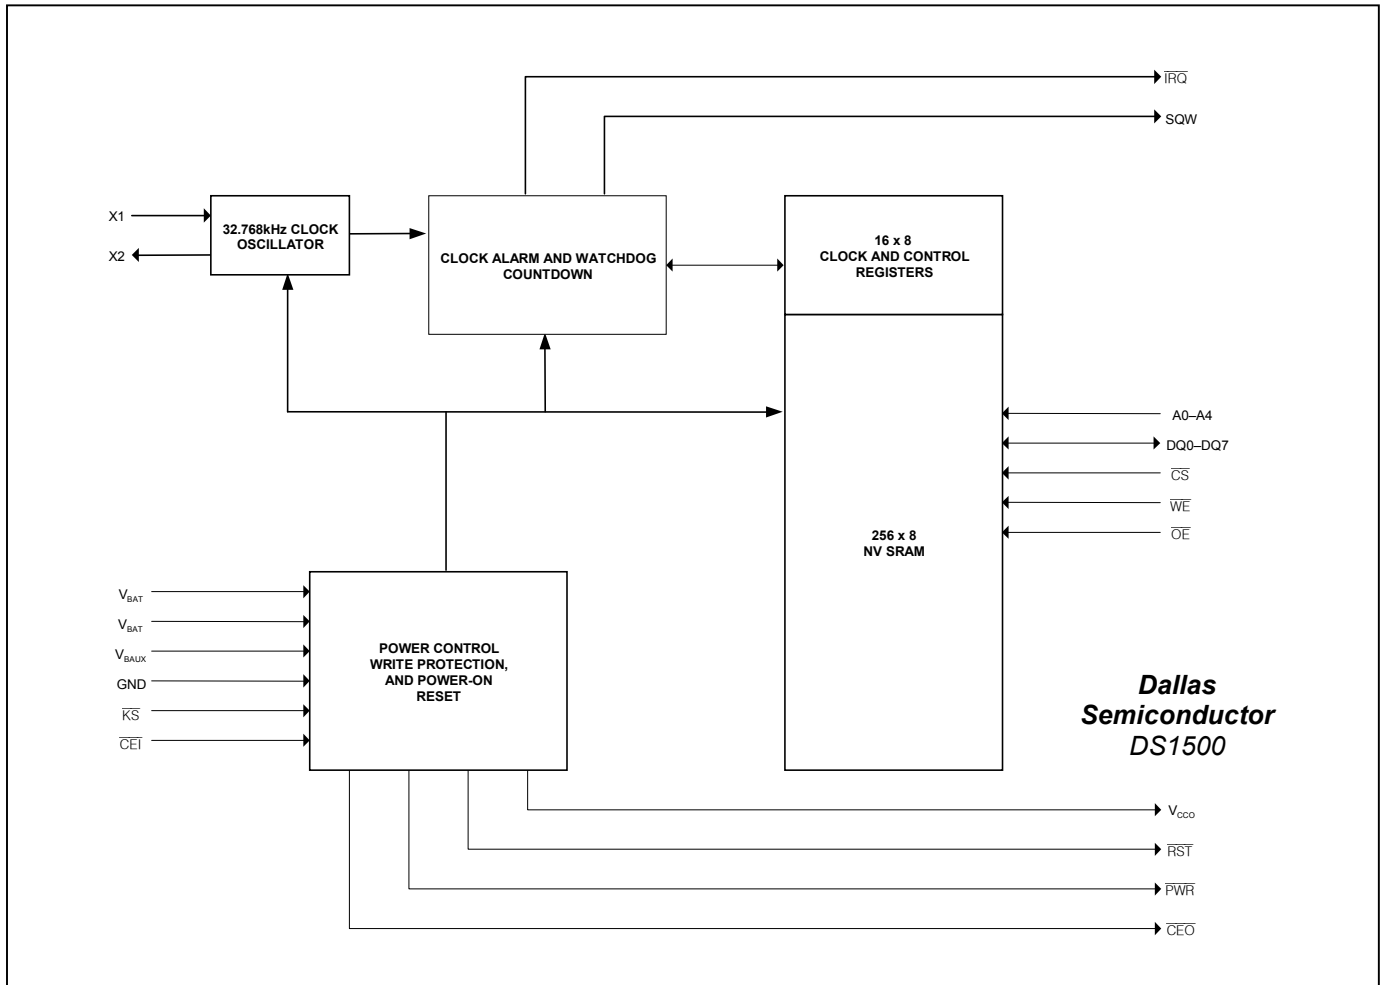 IRQ
SQW
X1
X2
32.768kHz CLOCK
OSCILLATOR
CLOCK ALARM AND WATCHDOG
COUNTDOWN
16 x 8
CLOCK AND CONTROL
REGISTERS
A0–A4
DQ0–DQ7
CS
WE
OE
256 x 8
NV SRAM
VBAT
VBAT
VBAUX
GND
KS
CEI
POWER CONTROL
WRITE PROTECTION,
AND POWER-ON
RESET
Dallas
Semiconductor
DS1500
VCCO
RST
PWR
CEO